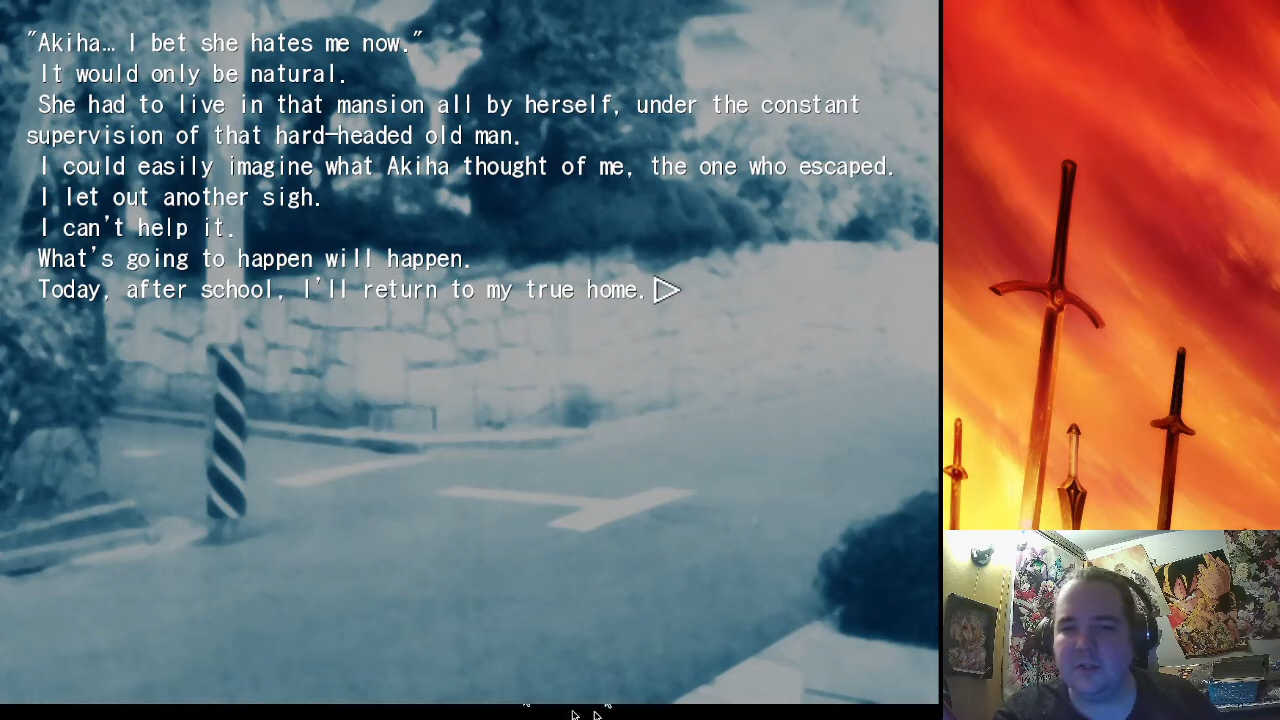 "Akiha… I bet she hates me now."
It would only be natural.
She had to live in that mansion all by herself, under the constant
supervision of that hard—headed old man.
I could easily imagine what Akiha thought of me, the one who escaped.
I let out another sigh.
I can't help it.
What's going to happen will happen.
Today, after school, I'll return to my true home.